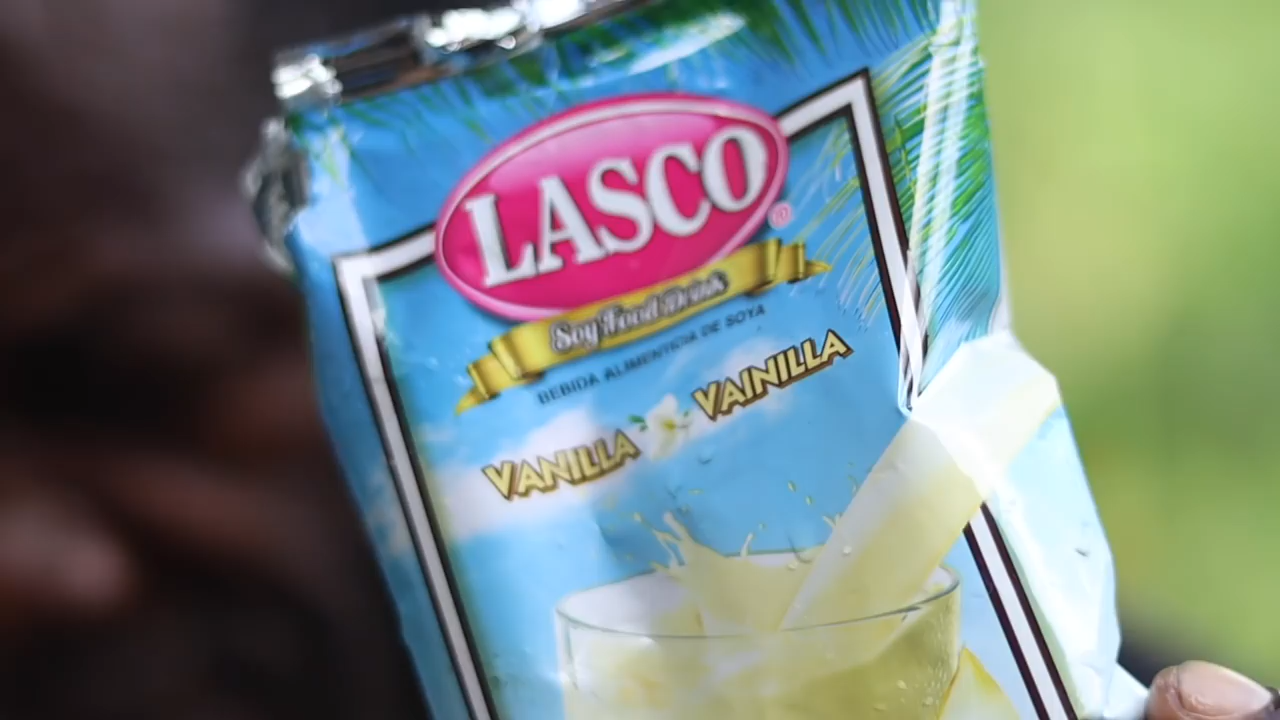 LASCO
®
Soy Food Drink
BEBIDA ALIMENTICIA DE SOYA
VANILLA VAINILLA